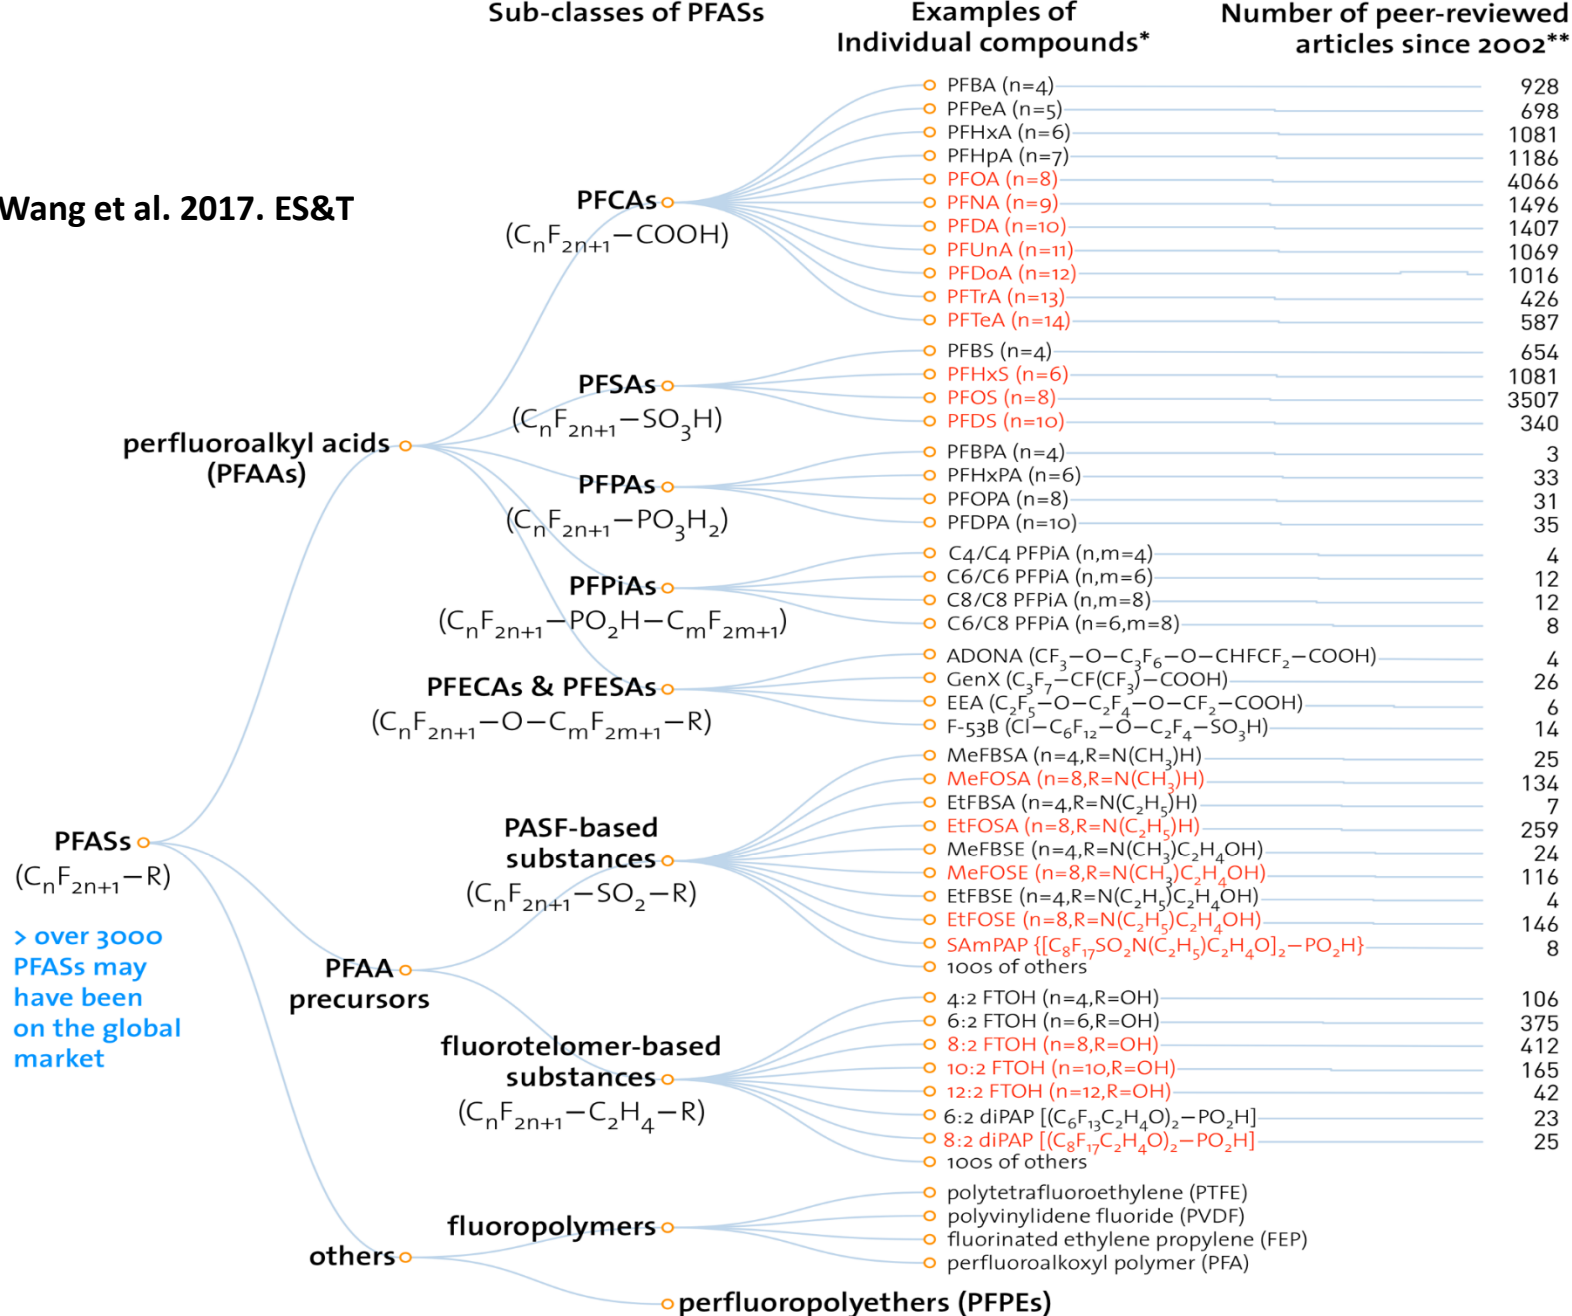 Sub-classes of PFASs
Examples of
Individual compounds*
Number of peer-reviewed
articles since 2002**
Wang et al. 2017. ES&T
PFASs
(CnF2n+1–R)
> over 3000
PFASs may
have been
on the global
market
perfluoroalkyl acids
(PFAAs)
PFCAs
(CnF2n+1–COOH)
PFBA (n=4) 928
PFPeA (n=5) 698
PFHxA (n=6) 1081
PFHpA (n=7) 1186
PFOA (n=8) 4066
PFNA (n=9) 1496
PFDA (n=10) 1407
PFUnA (n=11) 1069
PFDoA (n=12) 1016
PFTrA (n=13) 426
PFTeA (n=14) 587
PFSAs
(CnF2n+1–SO3H)
PFBS (n=4) 654
PFHxS (n=6) 1081
PFOS (n=8) 3507
PFDS (n=10) 340
PFPAs
(CnF2n+1–PO3H2)
PFBPA (n=4) 3
PFHxPA (n=6) 33
PFOPA (n=8) 31
PFDPA (n=10) 35
PFPiAs
(CnF2n+1–PO2H–CmF2m+1)
C4/C4 PFPiA (n,m=4) 4
C6/C6 PFPiA (n,m=6) 12
C8/C8 PFPiA (n,m=8) 12
C6/C8 PFPiA (n=6,m=8) 8
PFECAs & PFESAs
(CnF2n+1–O–CmF2m+1–R)
ADONA (CF3–O–C3F6–O–CHFCF2–COOH) 4
GenX (C3F7–CF(CF3)–COOH) 26
EEA (C2F5–O–C2F4–O–CF2–COOH) 6
F-53B (Cl–C6F12–O–C2F4–SO3H) 14
PFAA
precursors
PASF-based
substances
(CnF2n+1–SO2–R)
MeFBSA (n=4,R=N(CH3)H) 25
MeFOSA (n=8,R=N(CH3)H) 134
EtFBSA (n=4,R=N(C2H5)H) 7
EtFOSA (n=8,R=N(C2H5)H) 259
MeFBSE (n=4,R=N(CH3)C2H4OH) 24
MeFOSE (n=8,R=N(CH3)C2H4OH) 116
EtFBSE (n=4,R=N(C2H5)C2H4OH) 4
EtFOSE (n=8,R=N(C2H5)C2H4OH) 146
SAmPAP {[C8F17SO2N(C2H5)C2H4O]2–PO2H} 8
100s of others
fluorotelomer-based
substances
(CnF2n+1–C2H4–R)
4:2 FTOH (n=4,R=OH) 106
6:2 FTOH (n=6,R=OH) 375
8:2 FTOH (n=8,R=OH) 412
10:2 FTOH (n=10,R=OH) 165
12:2 FTOH (n=12,R=OH) 42
6:2 diPAP [(C6F13C2H4O)2–PO2H] 23
8:2 diPAP [(C8F17C2H4O)2–PO2H] 25
100s of others
others
fluoropolymers
polytetrafluoroethylene (PTFE)
polyvinylidene fluoride (PVDF)
fluorinated ethylene propylene (FEP)
perfluoroalkoxyl polymer (PFA)
perfluoropolyethers (PFPEs)